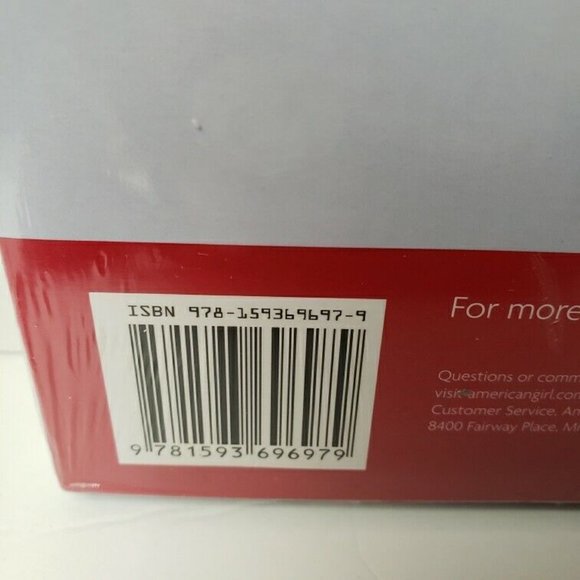 ISBN 978-159369697-9
9 781593 696979
For more
Questions or comm
visit americangirl.com
Customer Service, Am
8400 Fairway Place, Mi